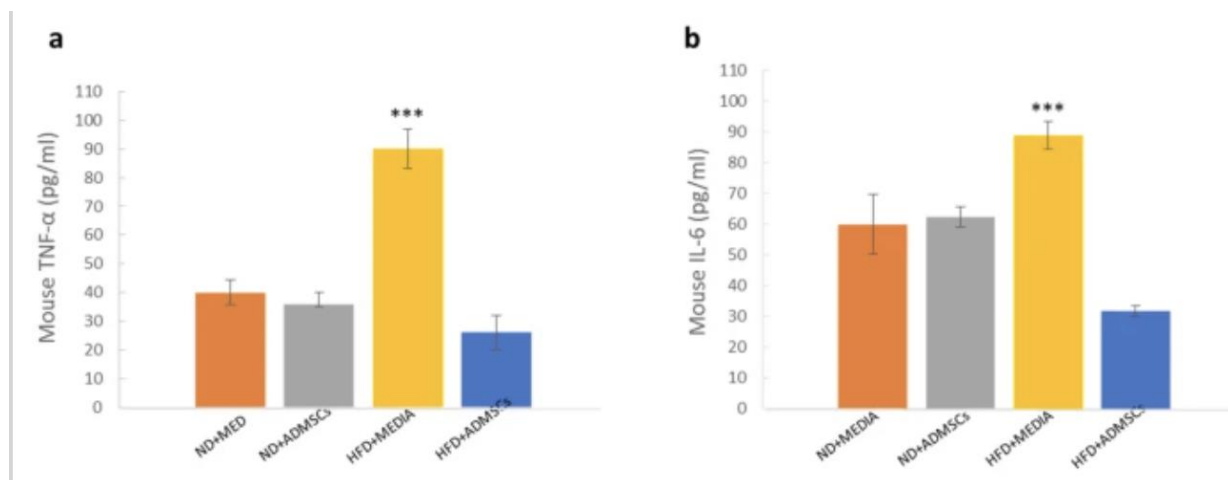 a
Mouse TNF-α (pg/ml)
110
100
90
80
70
60
50
40
30
20
10
0
***
ND+MED
ND+ADMSCs
HFD+MEDIA
HFD+ADMSCs
b
Mouse IL-6 (pg/ml)
110
100
90
80
70
60
50
40
30
20
10
0
***
ND+MEDIA
ND+ADMSCs
HFD+MEDIA
HFD+ADMSCs